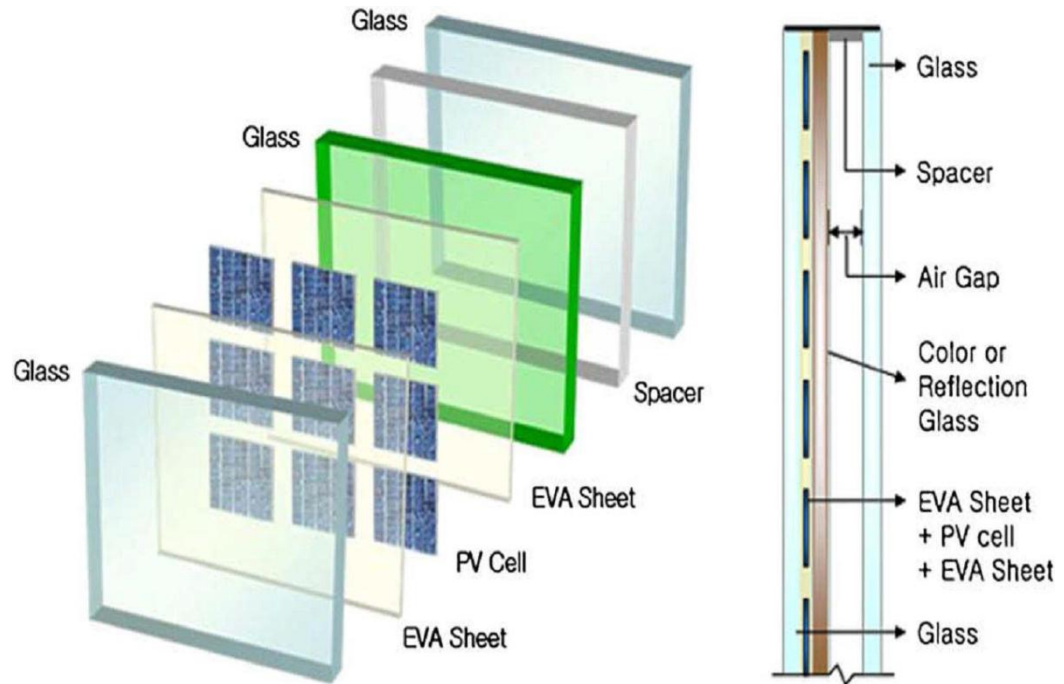 Glass
Glass
Glass
Spacer
EVA Sheet
PV Cell
EVA Sheet
Glass
Spacer
Air Gap
Color or
Reflection
Glass
EVA Sheet
+ PV cell
+ EVA Sheet
Glass